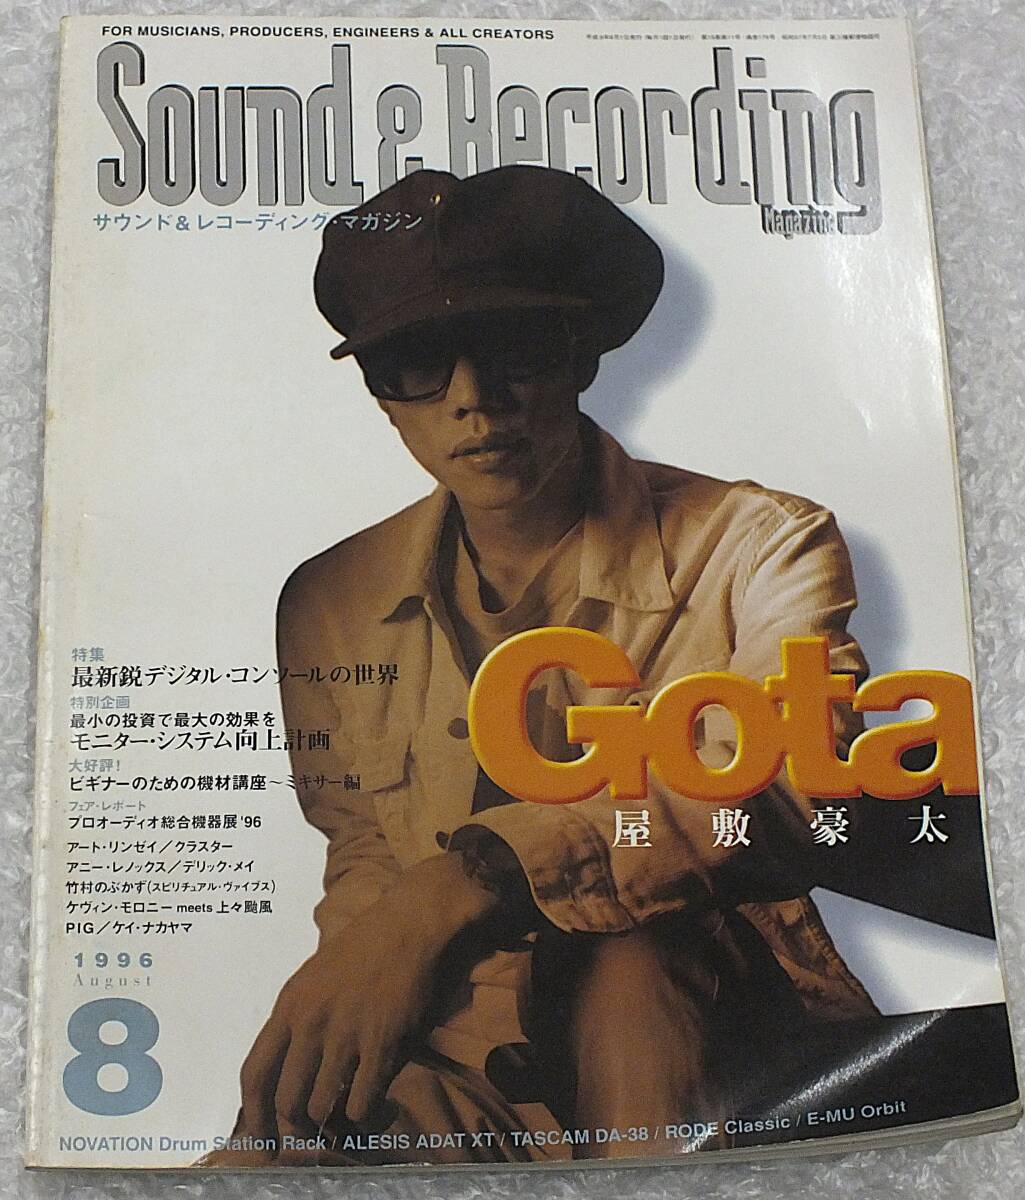 FOR MUSICIANS, PRODUCERS, ENGINEERS & ALL CREATORS
Sound & Recording
Magazine
サウンド&レコーディング・マガジン
特集
最新鋭デジタル・コンソールの世界
特別企画
最小の投資で最大の効果を
モニター・システム向上計画
大好評!
ビギナーのための機材講座〜ミキサー編
フェア・レポート
プロオーディオ総合機器展'96
アート・リンゼイ/クラスター
アニー・レノックス/デリック・メイ
竹村のぶかず(スピリチュアル・ヴァイブス)
ケヴィン・モロニー meets 上々颱風
PIG/ケイ・ナカヤマ
Gota
屋敷豪太
1996
August
8
NOVATION Drum Station Rack / ALESIS ADAT XT / TASCAM DA-38 / RODE Classic / E-MU Orbit